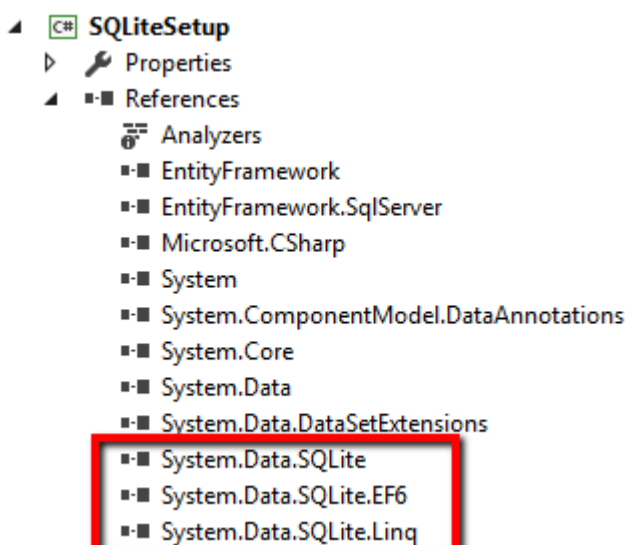 C# SQLiteSetup
Properties
References
Analyzers
EntityFramework
EntityFramework.SqlServer
Microsoft.CSharp
System
System.ComponentModel.DataAnnotations
System.Core
System.Data
System.Data.DataSetExtensions
System.Data.SQLite
System.Data.SQLite.EF6
System.Data.SQLite.Linq